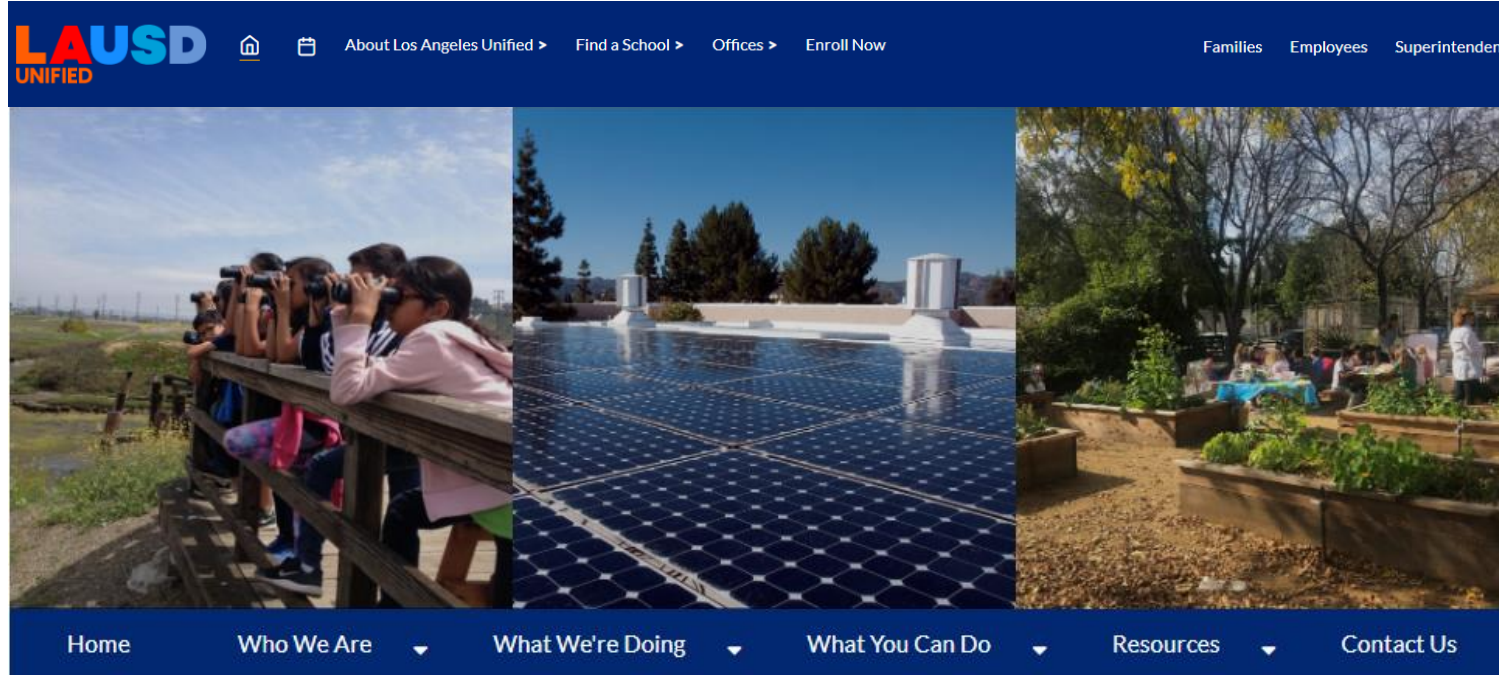 LAUSD
UNIFIED
About Los Angeles Unified >
Find a School >
Offices >
Enroll Now
Families
Employees
Superintenden
Home
Who We Are
What We're Doing
What You Can Do
Resources
Contact Us